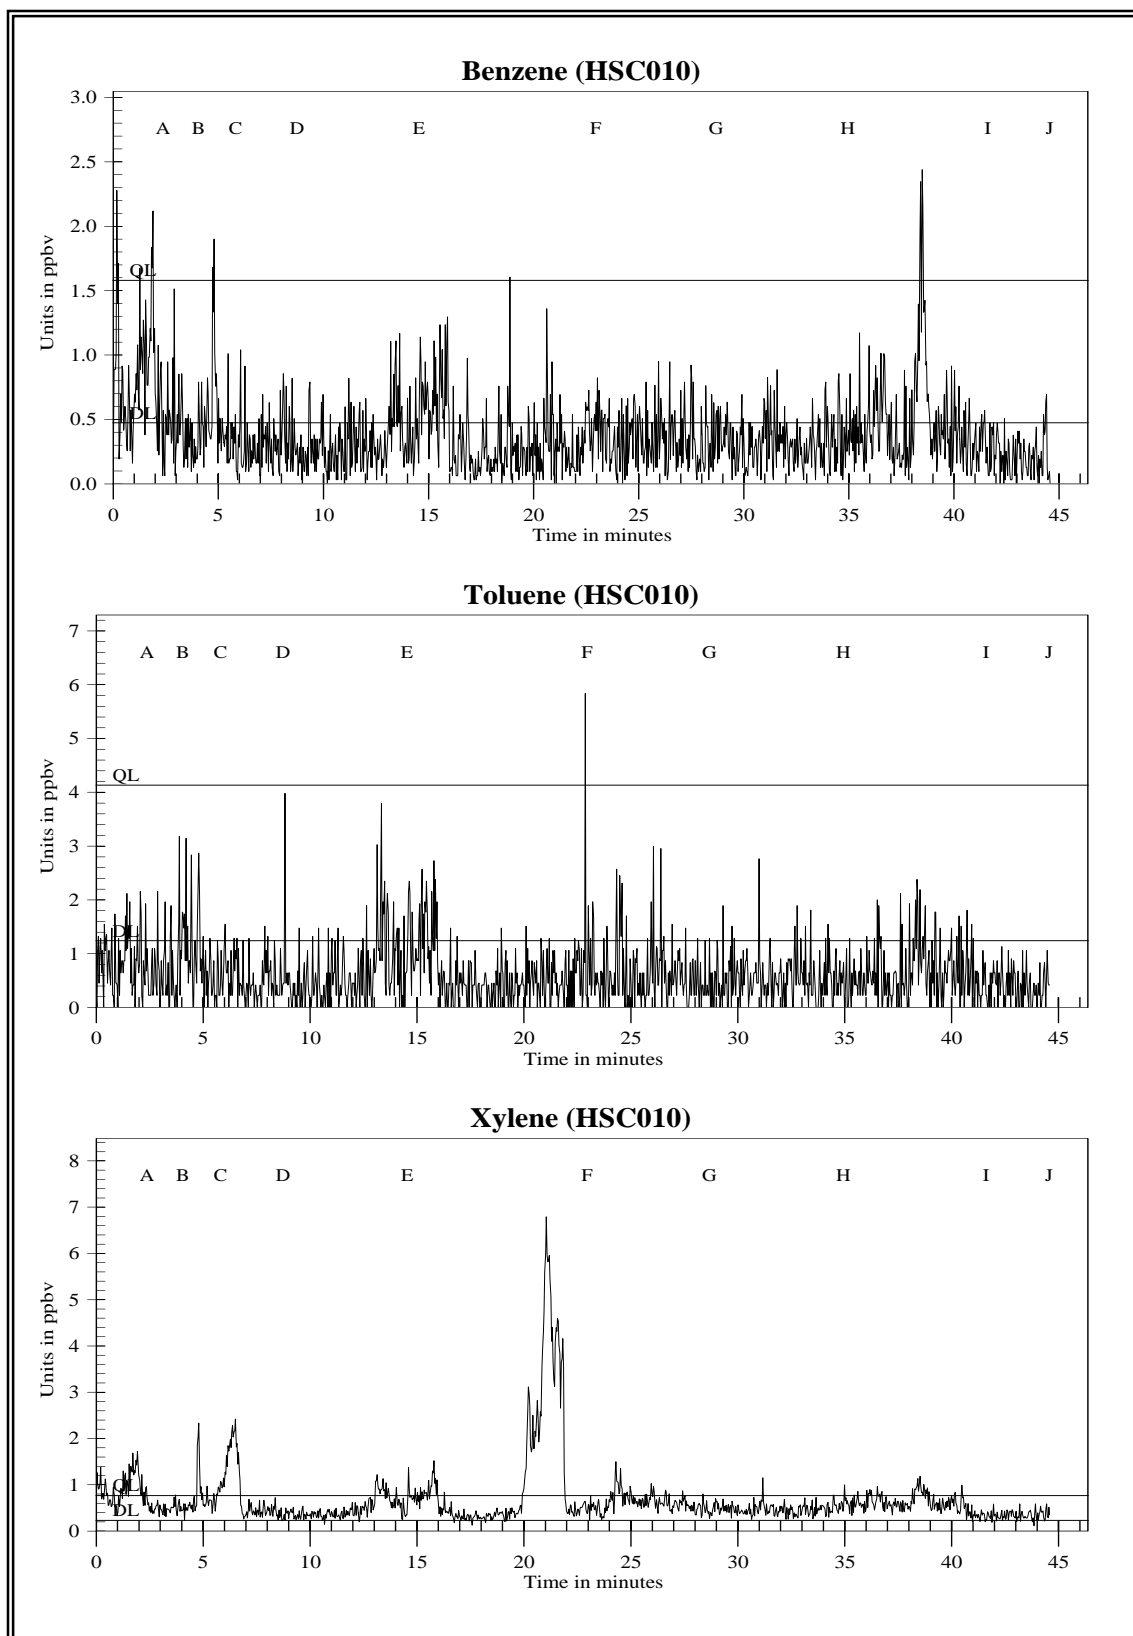 Benzene (HSC010)
3.0
A B C D E F G H I J
2.5
2.0
QL
1.5
1.0
DL
0.5
0.0
Units in ppbv
0 5 10 15 20 25 30 35 40 45
Time in minutes
Toluene (HSC010)
7
A B C D E F G H I J
6
5
QL
4
3
2
DL
1
0
Units in ppbv
0 5 10 15 20 25 30 35 40 45
Time in minutes
Xylene (HSC010)
8
A B C D E F G H I J
7
6
5
4
3
2
QL
1
DL
0
Units in ppbv
0 5 10 15 20 25 30 35 40 45
Time in minutes